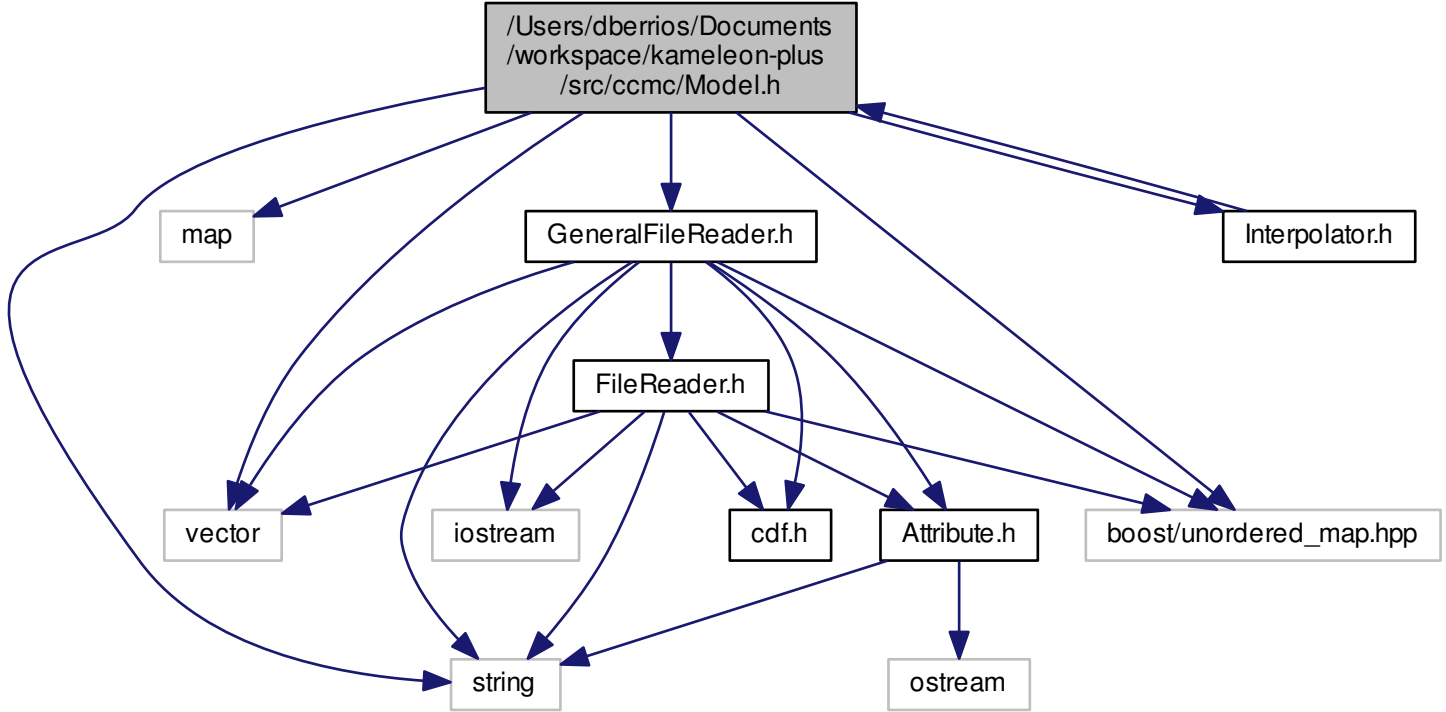 /Users/dberrios/Documents
/workspace/kameleon-plus
/src/ccmc/Model.h
map
GeneralFileReader.h
Interpolator.h
FileReader.h
vector
iostream
cdf.h
Attribute.h
boost/unordered_map.hpp
string
ostream